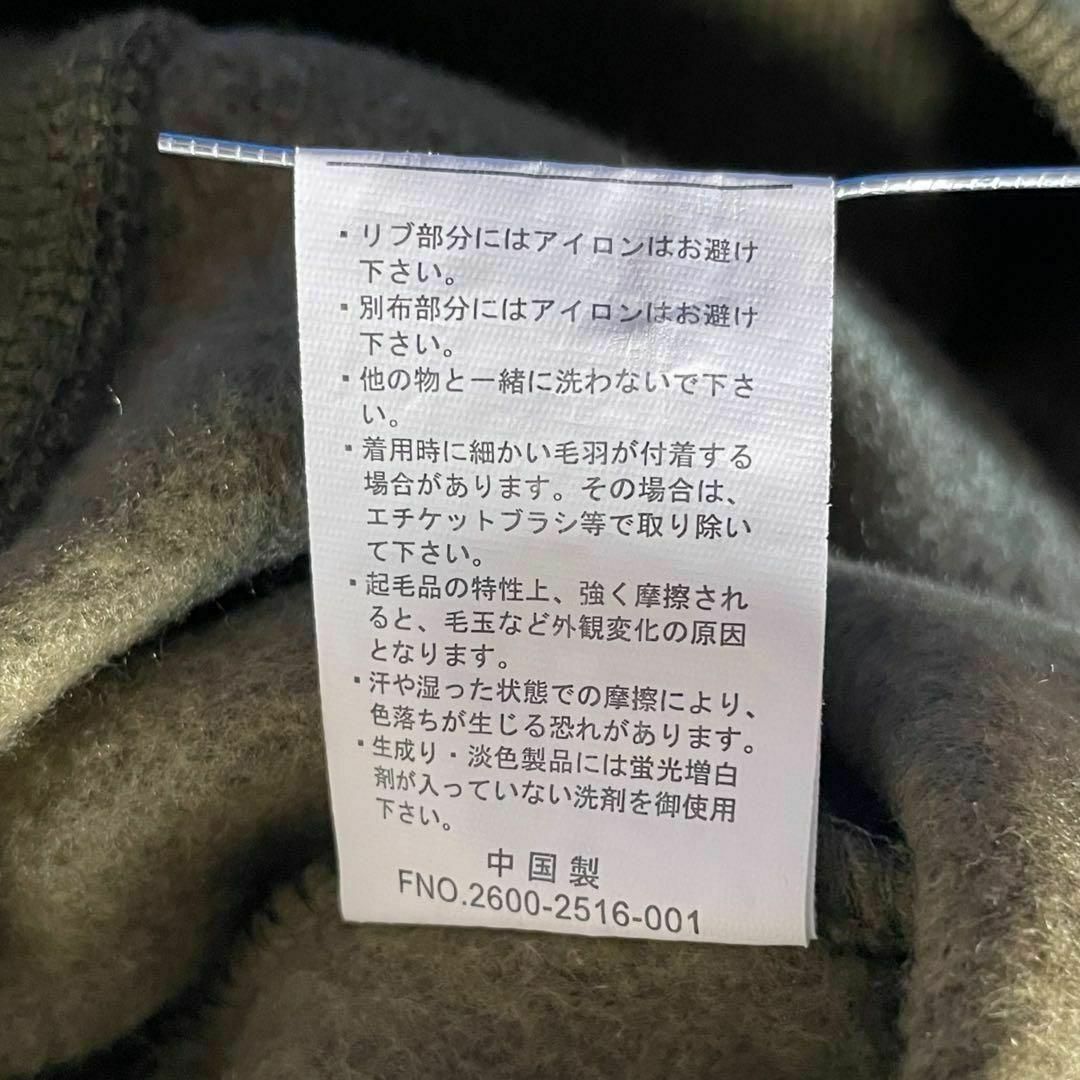 ・リブ部分にはアイロンはお避け
下さい。
・別布部分にはアイロンはお避け
下さい。
・他の物と一緒に洗わないで下さ
い。
・着用時に細かい毛羽が付着する
場合があります。その場合は、
エチケットブラシ等で取り除い
て下さい。
・起毛品の特性上、強く摩擦され
ると、毛玉など外観変化の原因
となります。
・汗や湿った状態での摩擦により、
色落ちが生じる恐れがあります。
・生成り・淡色製品には蛍光増白
剤が入っていない洗剤を御使用
下さい。
中国製
FNO.2600-2516-001